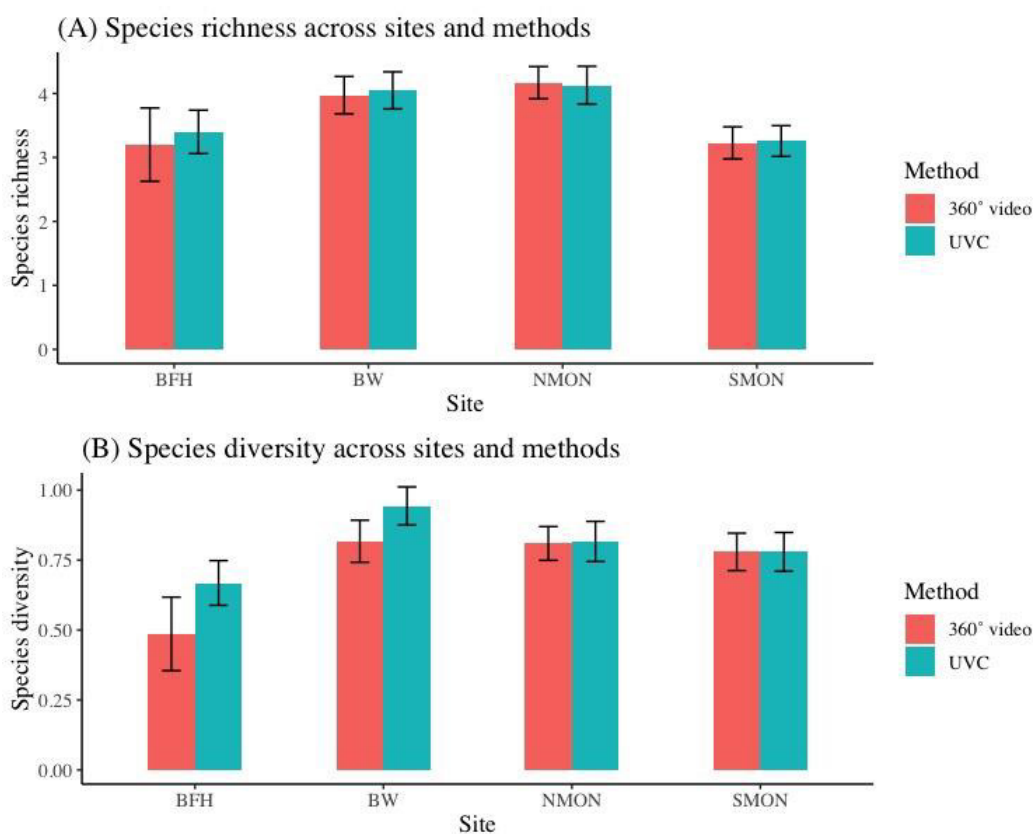 (A) Species richness across sites and methods
Species richness
4
3
2
1
0
BFH BW NMON SMON
Site
Method
360° video
UVC
(B) Species diversity across sites and methods
Species diversity
1.00
0.75
0.50
0.25
0.00
BFH BW NMON SMON
Site
Method
360° video
UVC